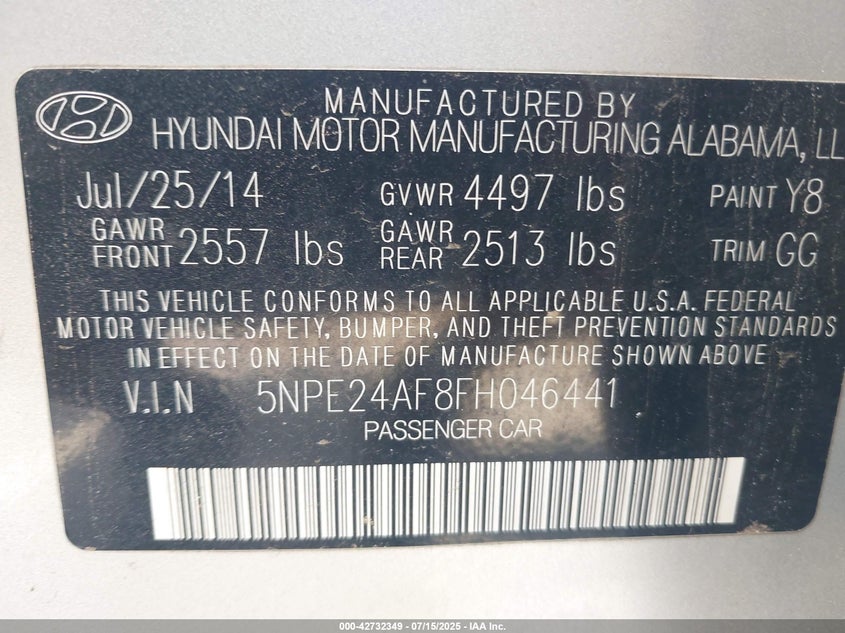 MANUFACTURED BY
HYUNDAI MOTOR MANUFACTURING ALABAMA, LL
Jul/25/14 GVWR 4497 lbs PAINT Y8
GAWR FRONT 2557 lbs GAWR REAR 2513 lbs TRIM GG
THIS VEHICLE CONFORMS TO ALL APPLICABLE U.S.A. FEDERAL
MOTOR VEHICLE SAFETY, BUMPER, AND THEFT PREVENTION STANDARDS
IN EFFECT ON THE DATE OF MANUFACTURE SHOWN ABOVE
V.I.N 5NPE24AF8FH046441
PASSENGER CAR
000-42732349 - 07/15/2025 - IAA Inc.